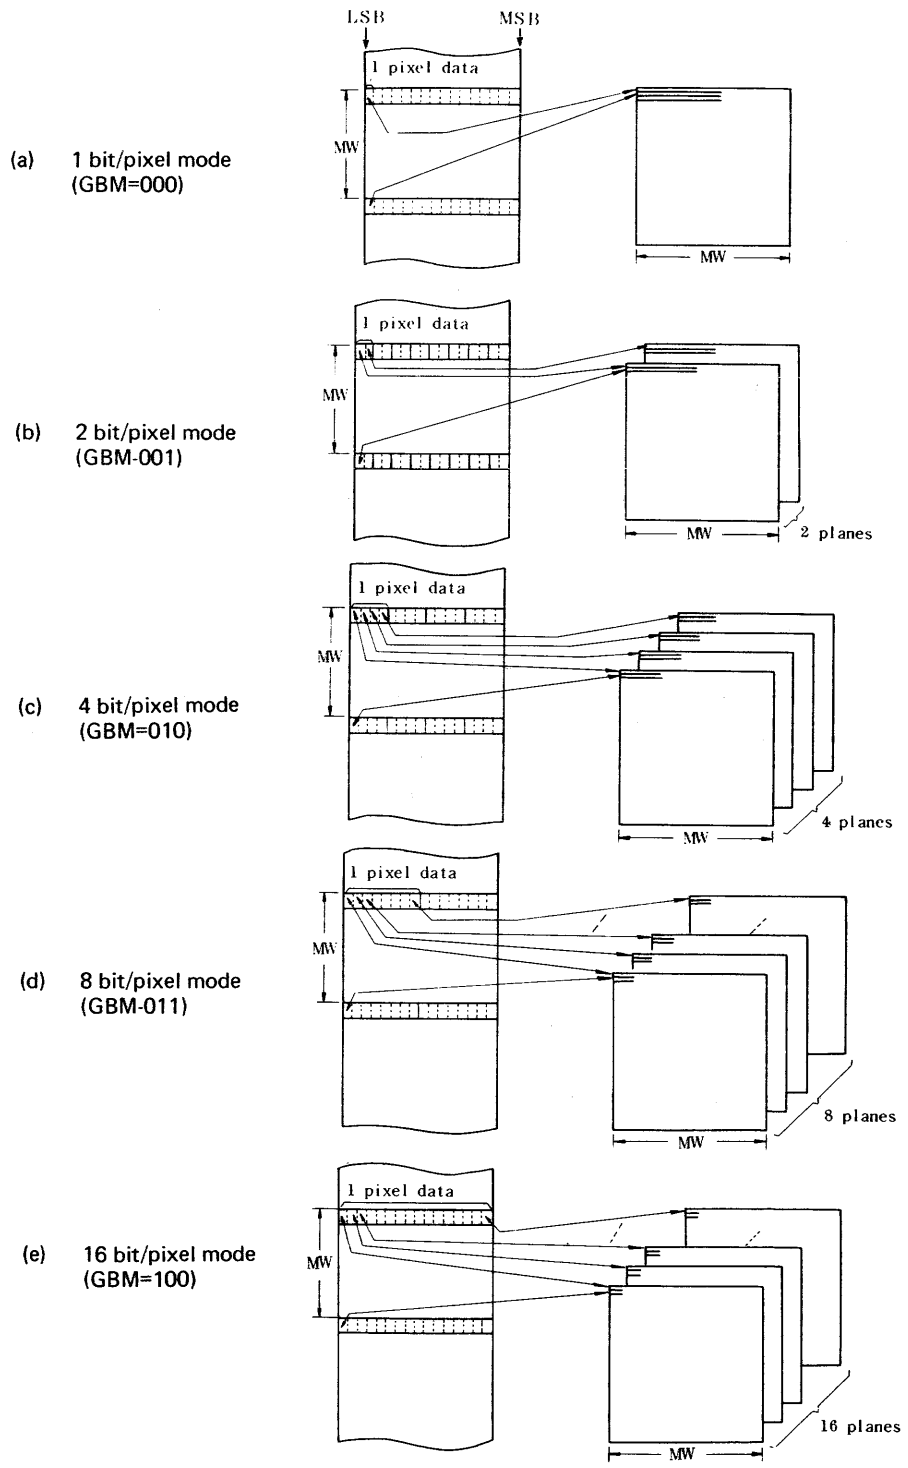 LSB MSB
1 pixel data
MW
(a) 1 bit/pixel mode
(GBM=000)
MW
1 pixel data
MW
(b) 2 bit/pixel mode
(GBM-001)
MW
2 planes
1 pixel data
MW
(c) 4 bit/pixel mode
(GBM=010)
MW
4 planes
1 pixel data
MW
(d) 8 bit/pixel mode
(GBM-011)
MW
8 planes
1 pixel data
MW
(e) 16 bit/pixel mode
(GBM=100)
MW
16 planes